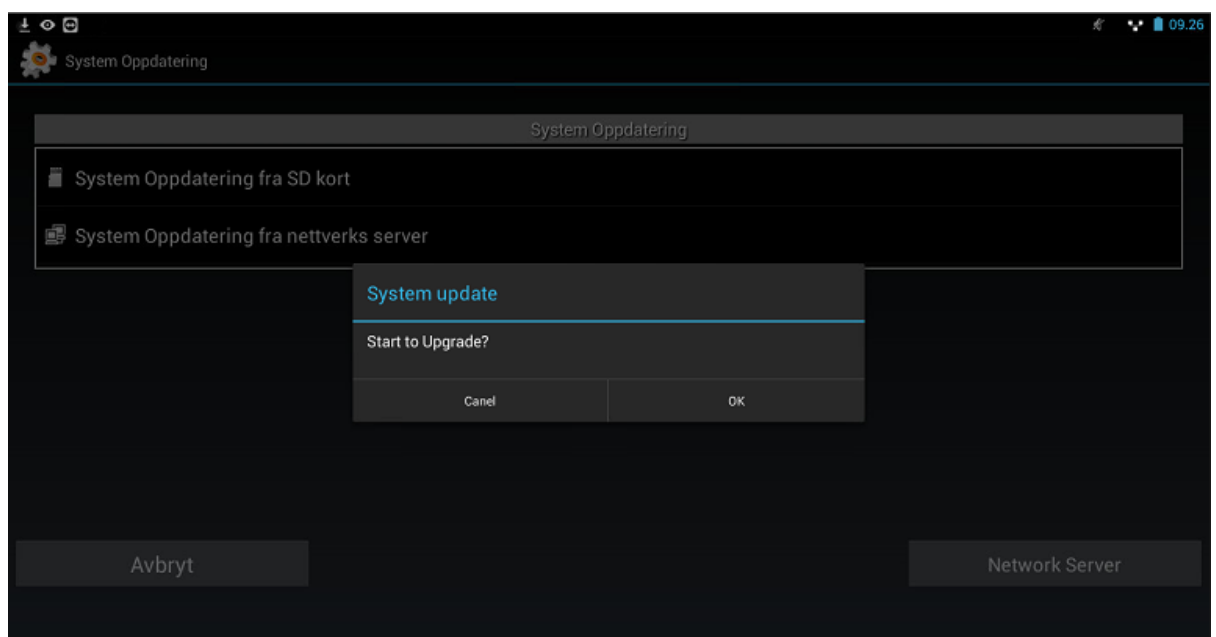 09.26
System Oppdatering
System Oppdatering
System Oppdatering fra SD kort
System Oppdatering fra nettverks server
System update
Start to Upgrade?
Canel
OK
Avbryt
Network Server